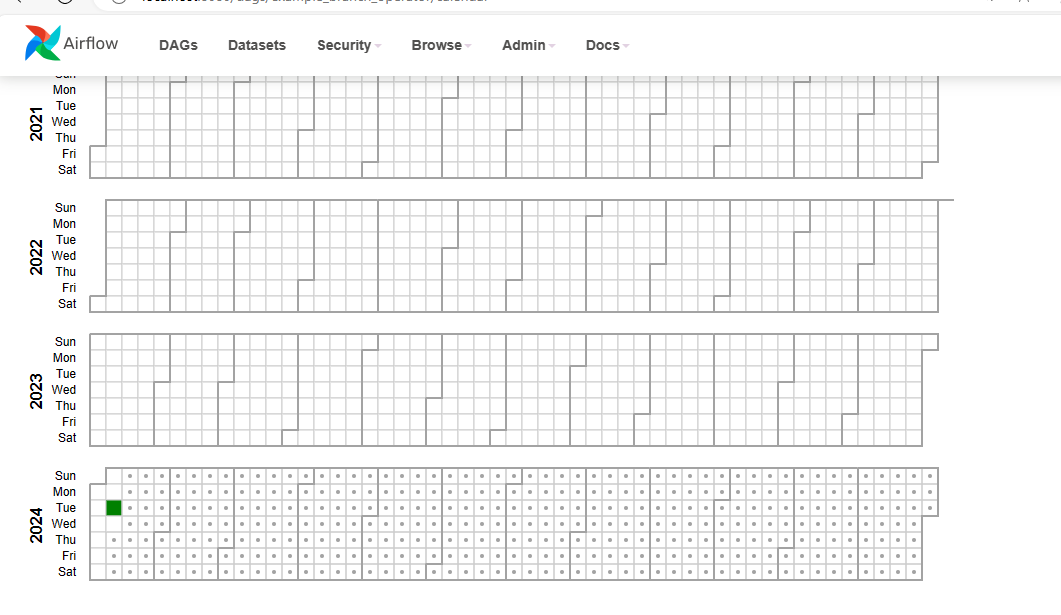 Airflow DAGs Datasets Security Browse Admin Docs
Sun
Mon
Tue
2021 Wed
Thu
Fri
Sat
Sun
Mon
Tue
2022 Wed
Thu
Fri
Sat
Sun
Mon
Tue
2023 Wed
Thu
Fri
Sat
Sun
Mon
Tue
2024 Wed
Thu
Fri
Sat